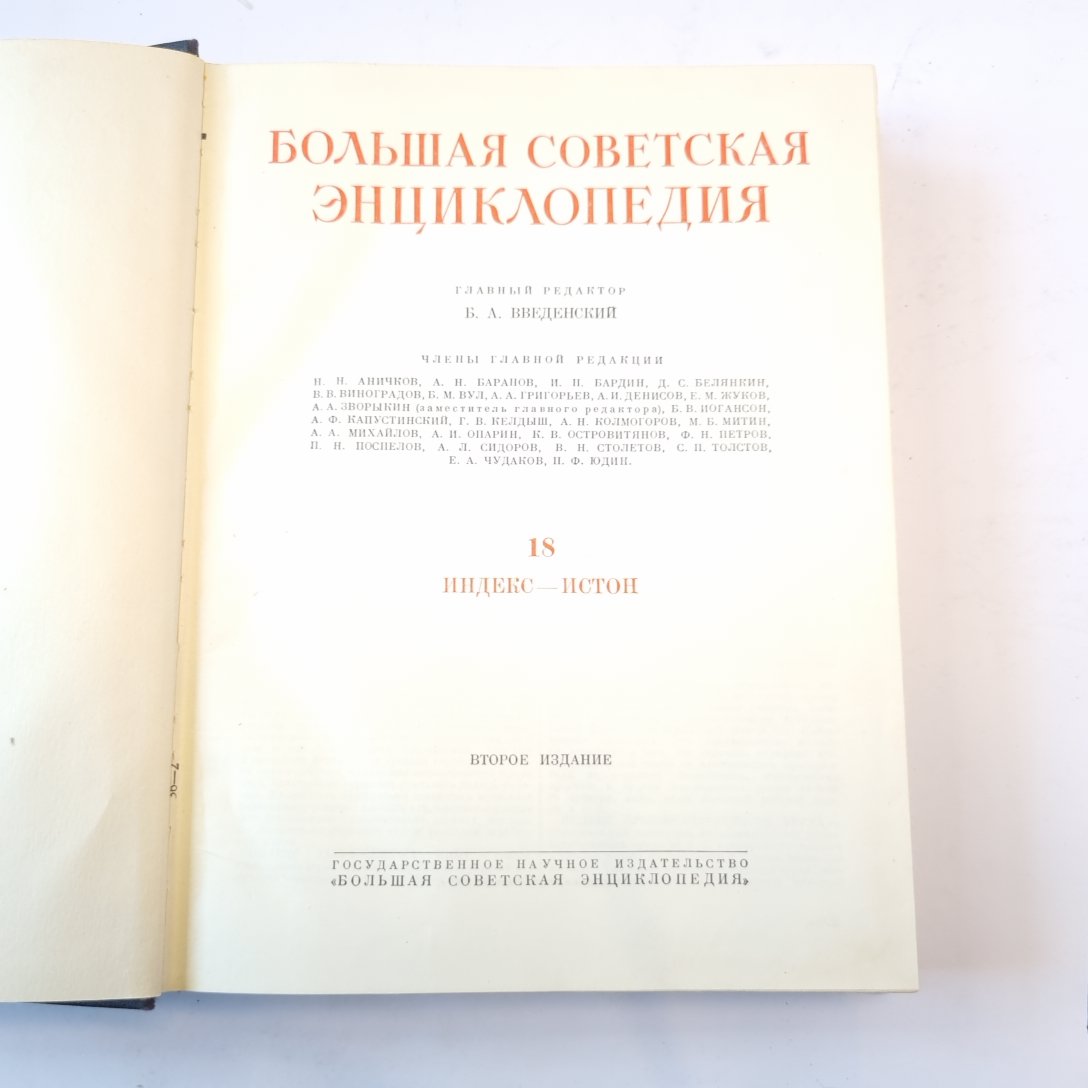 БОЛЬШАЯ СОВЕТСКАЯ
ЭНЦИКЛОПЕДИЯ
ГЛАВНЫЙ РЕДАКТОР
Б. А. ВВЕДЕНСКИЙ
ЧЛЕНЫ ГЛАВНОЙ РЕДАКЦИИ
Н. Н. АНИЧКОВ, А. Н. БАРАНОВ, И. П. БАРДИН, Д. С. БЕЛЯНКИН,
В. В. ВИНОГРАДОВ, Б. М. ВУЛ, А. А. ГРИГОРЬЕВ, А. И. ДЕНИСОВ, Е. М. ЖУКОВ,
А. А. ЗВОРЫКИН (заместитель главного редактора), Б. В. ИОГАНСОН,
А. Ф. КАПУСТИНСКИЙ, Г. В. КЕЛДЫШ, А. Н. КОЛМОГОРОВ, М. Б. МИТИН,
А. А. МИХАЙЛОВ, А. И. ОПАРИН, К. В. ОСТРОВИТЯНОВ, Ф. Н. ПЕТРОВ,
П. Н. ПОСПЕЛОВ, А. Л. СИДОРОВ, В. Н. СТОЛЕТОВ, С. П. ТОЛСТОВ,
Е. А. ЧУДАКОВ, П. Ф. ЮДИН.
18
ИНДЕКС — ИСТОН
ВТОРОЕ ИЗДАНИЕ
ГОСУДАРСТВЕННОЕ НАУЧНОЕ ИЗДАТЕЛЬСТВО
«БОЛЬШАЯ СОВЕТСКАЯ ЭНЦИКЛОПЕДИЯ»